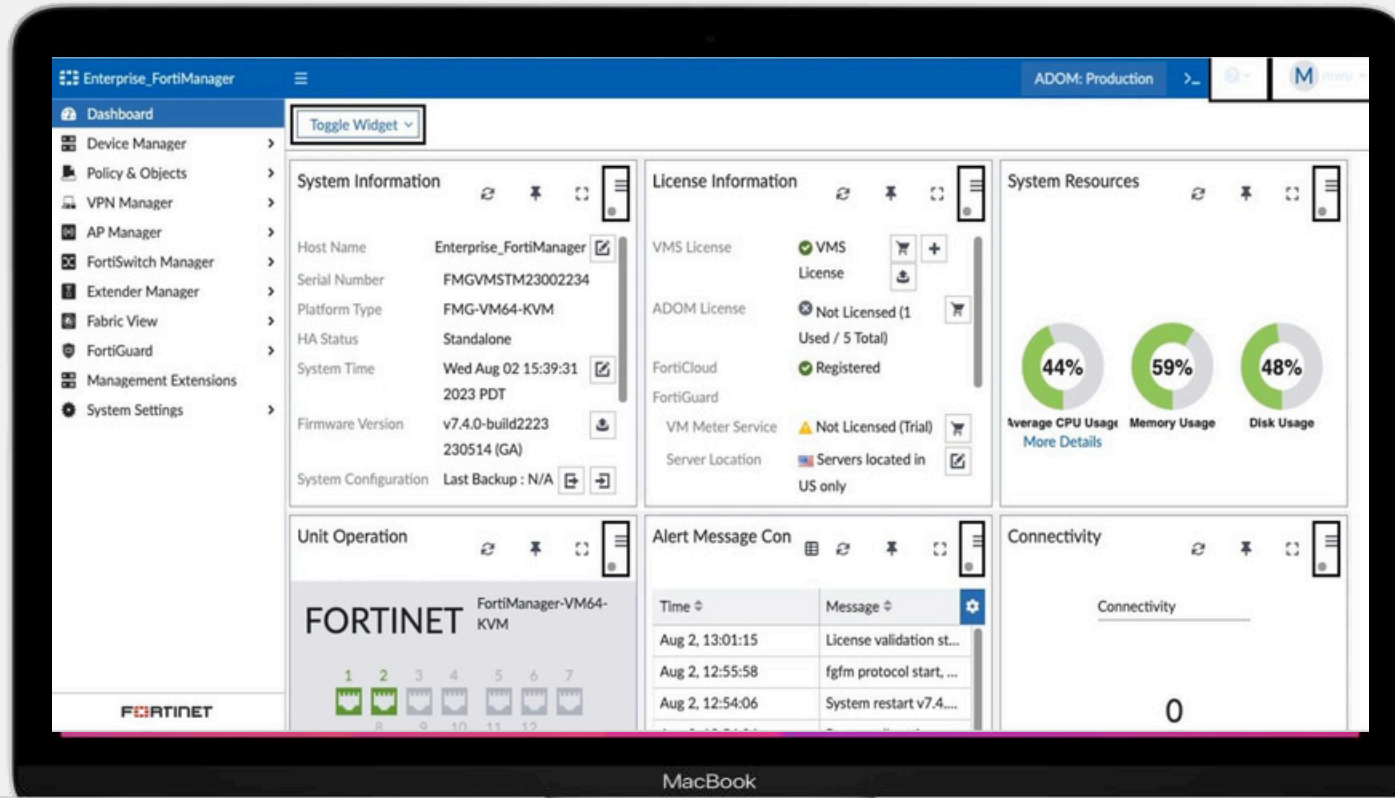 Enterprise_FortiManager
ADOM: Production
>_
M
Dashboard
Device Manager
Policy & Objects
VPN Manager
AP Manager
FortiSwitch Manager
Extender Manager
Fabric View
FortiGuard
Management Extensions
System Settings
FORTINET
Toggle Widget
System Information
Host Name Enterprise_FortiManager
Serial Number FMGVMSTM23002234
Platform Type FMG-VM64-KVM
HA Status Standalone
System Time Wed Aug 02 15:39:31
2023 PDT
Firmware Version v7.4.0-build2223
230514 (GA)
System Configuration Last Backup : N/A
License Information
VMS License VMS
License
ADOM License Not Licensed (1
Used / 5 Total)
FortiCloud Registered
FortiGuard
VM Meter Service Not Licensed (Trial)
Server Location Servers located in
US only
System Resources
44% 59% 48%
Average CPU Usage Memory Usage Disk Usage
More Details
Unit Operation
FORTINET
FortiManager-VM64-
KVM
1 2 3 4 5 6 7
8 9 10 11 12
Alert Message Con
Time Message
Aug 2, 13:01:15 License validation st...
Aug 2, 12:55:58 fgfm protocol start, ...
Aug 2, 12:54:06 System restart v7.4....
Connectivity
Connectivity
0
MacBook